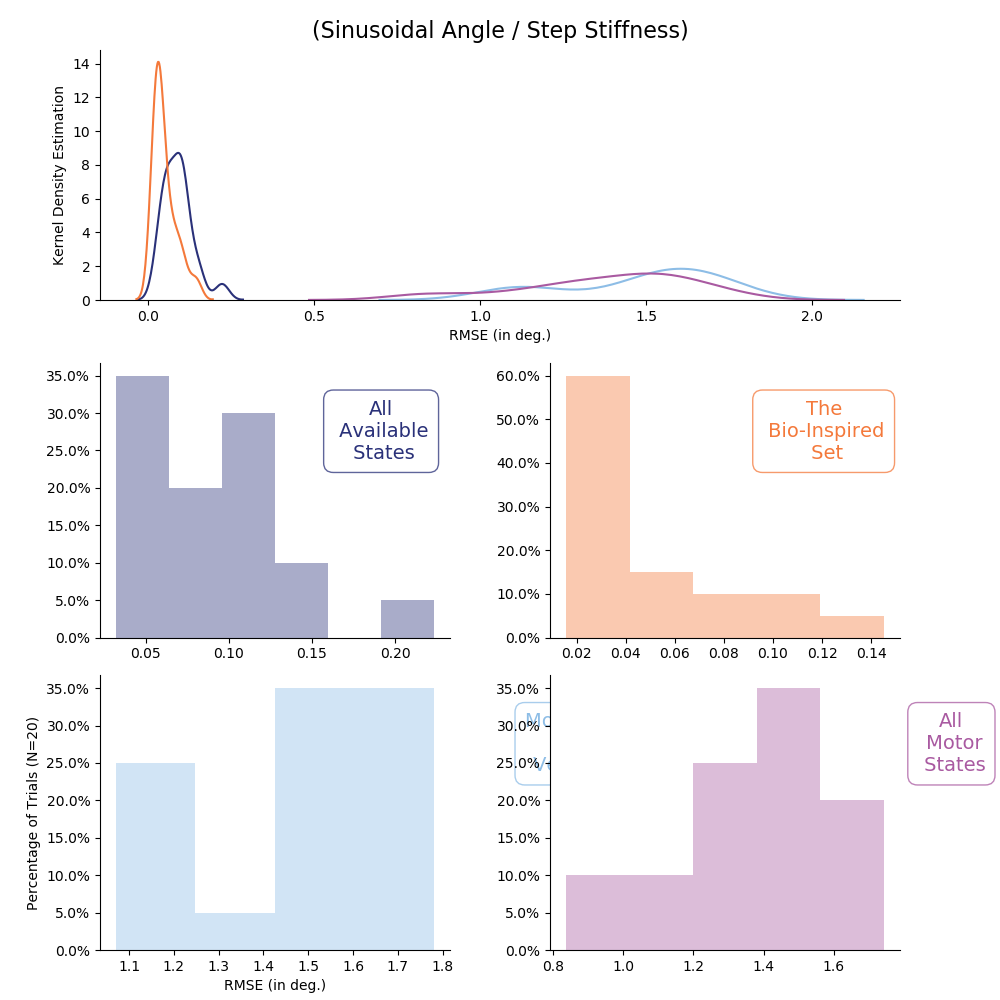 (Sinusoidal Angle / Step Stiffness)
14
12
10
8
6
4
2
0
Kernel Density Estimation
0.0 0.5 1.0 1.5 2.0
RMSE (in deg.)
35.0%
30.0%
25.0%
20.0%
15.0%
10.0%
5.0%
0.0%
All
Available
States
0.05 0.10 0.15 0.20
60.0%
50.0%
40.0%
30.0%
20.0%
10.0%
0.0%
The
Bio-Inspired
Set
0.02 0.04 0.06 0.08 0.10 0.12 0.14
35.0%
30.0%
25.0%
20.0%
15.0%
10.0%
5.0%
0.0%
Percentage of Trials (N=20)
1.1 1.2 1.3 1.4 1.5 1.6 1.7 1.8
RMSE (in deg.)
35.0%
30.0%
25.0%
20.0%
15.0%
10.0%
5.0%
0.0%
All
Motor
States
0.8 1.0 1.2 1.4 1.6